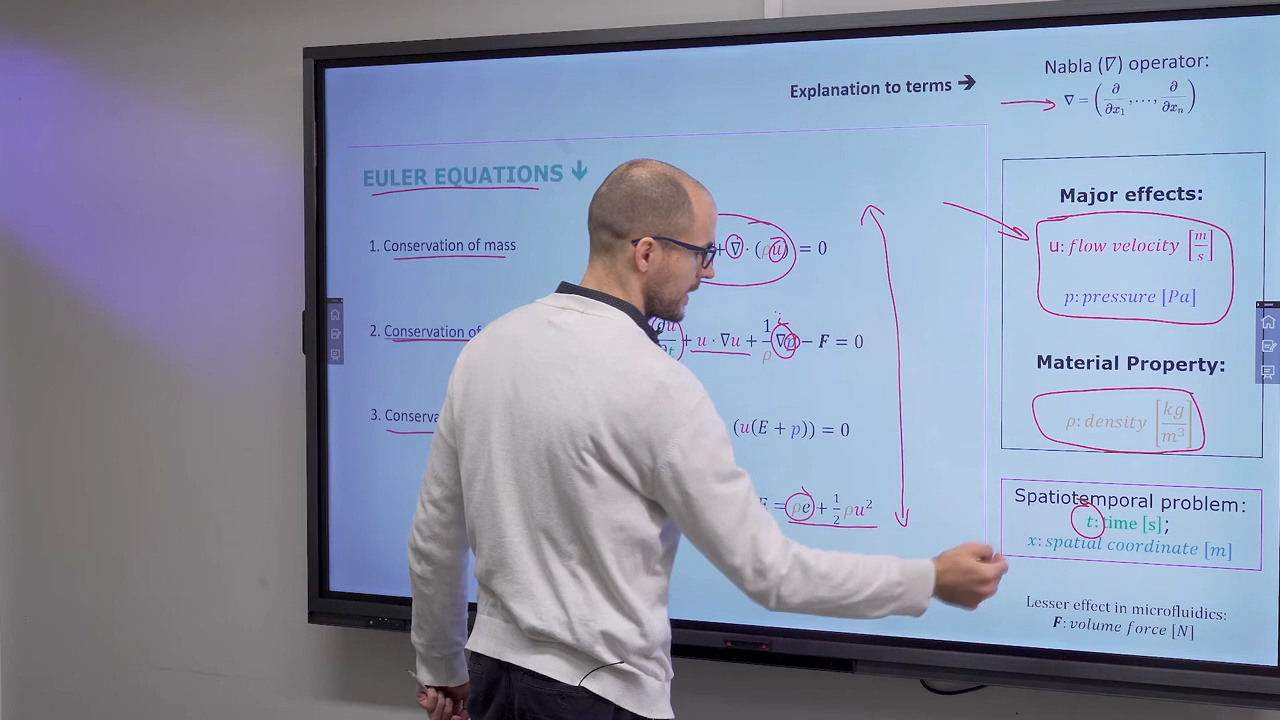 Explanation to terms →
Nabla (∇) operator:
∇ = (∂/∂x₁, ..., ∂/∂xₙ)
EULER EQUATIONS ↓
1. Conservation of mass
+ ∇ · (ρu) = 0
2. Conservation of
∂u/∂t + u · ∇u + 1/ρ ∇p − F = 0
3. Conserva
(u(E + p)) = 0
= ρe + 1/2 ρu²
Major effects:
u: flow velocity [m/s]
p: pressure [Pa]
Material Property:
ρ: density [kg/m³]
Spatiotemporal problem:
t: time [s];
x: spatial coordinate [m]
Lesser effect in microfluidics:
F: volume force [N]